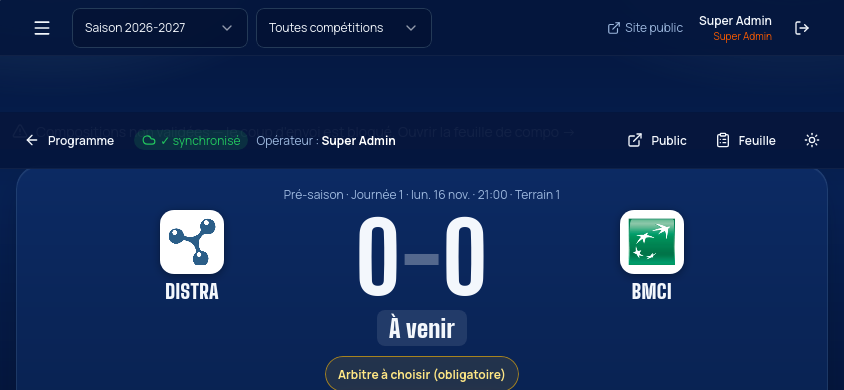 Saison 2026-2027
Toutes compétitions
Site public
Super Admin
Super Admin
Ouvrir la feuille de compo →
Programme
✓ synchronisé
Opérateur : Super Admin
Public
Feuille
Pré-saison · Journée 1 · lun. 16 nov. · 21:00 · Terrain 1
DISTRA
0–0
BMCI
À venir
Arbitre à choisir (obligatoire)